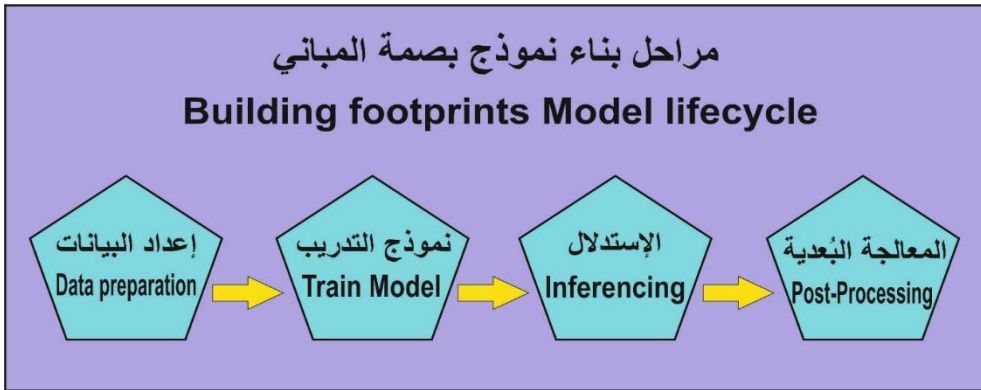 مراحل بناء نموذج بصمة المباني
Building footprints Model lifecycle
إعداد البيانات
Data preparation
نموذج التدريب
Train Model
الإستدلال
Inferencing
المعالجة البُعدية
Post-Processing